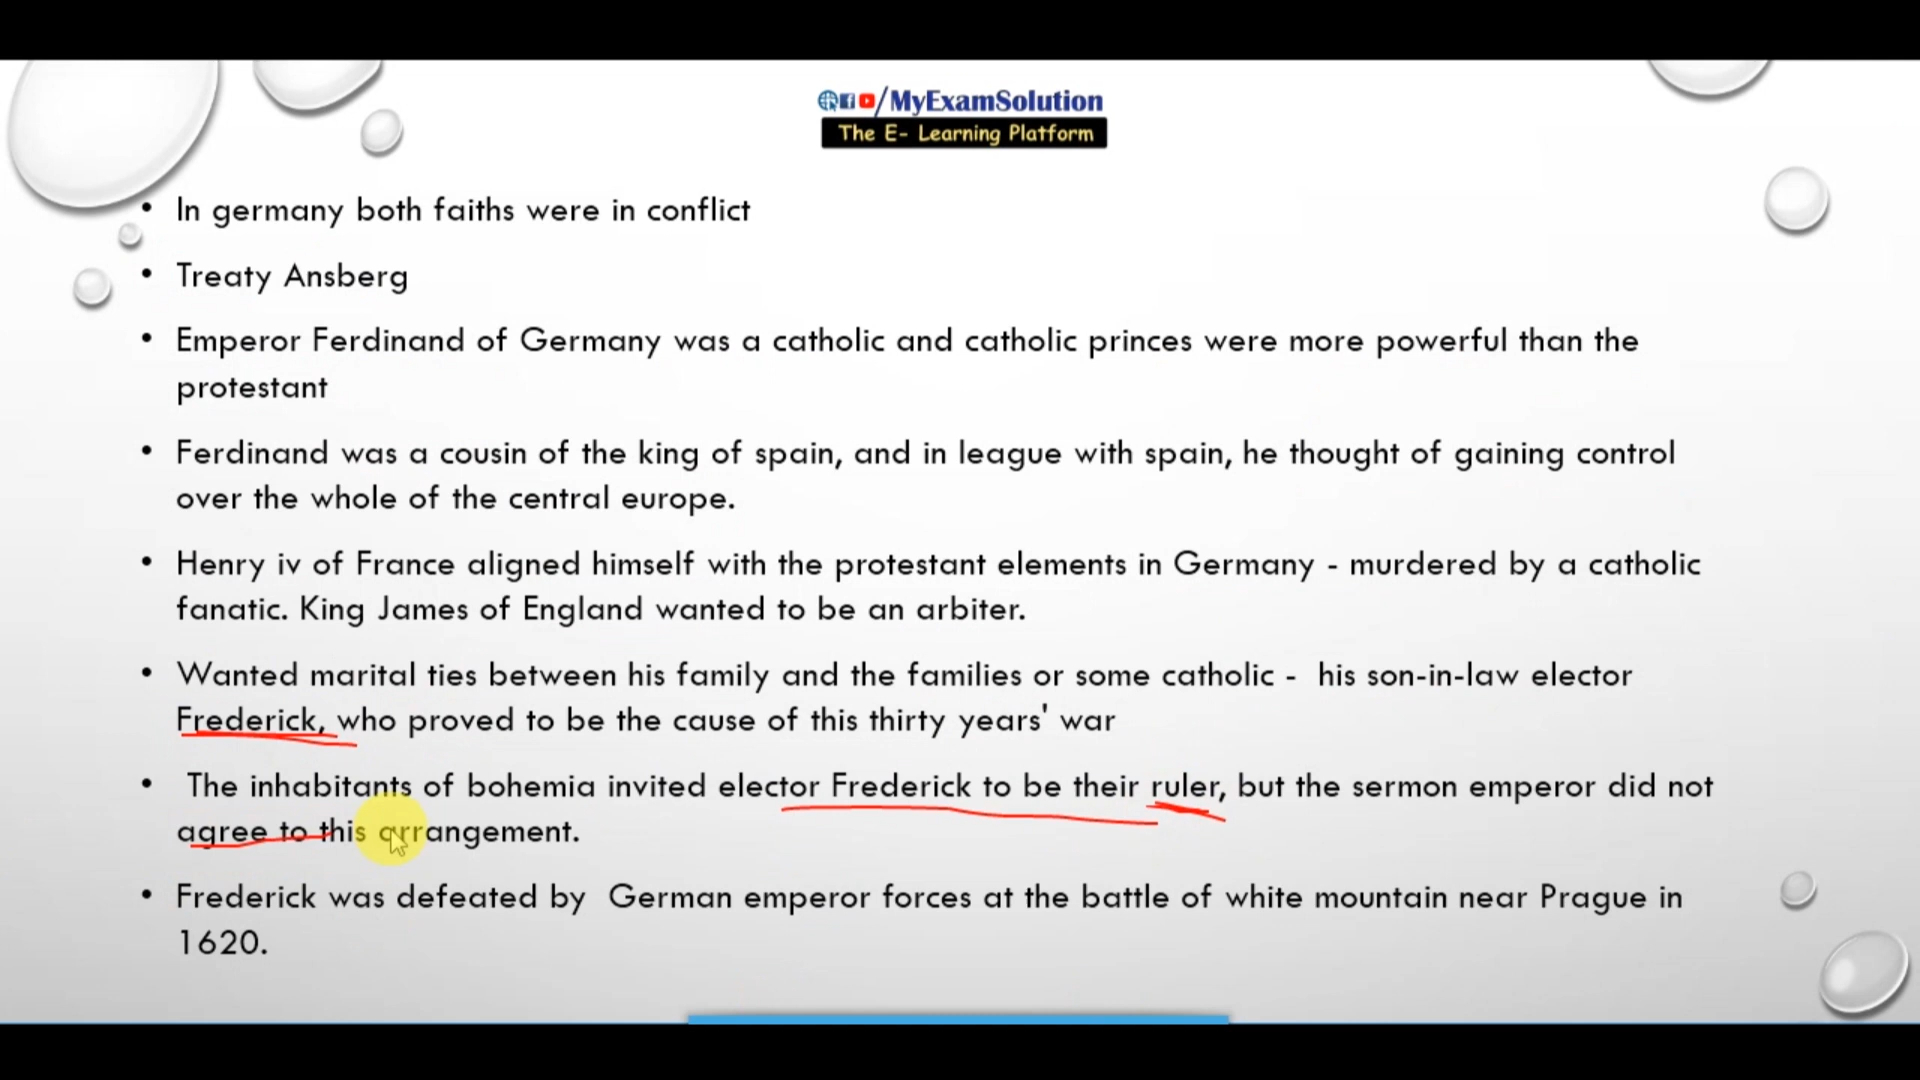 /MyExamSolution
The E- Learning Platform
• In germany both faiths were in conflict
• Treaty Ansberg
• Emperor Ferdinand of Germany was a catholic and catholic princes were more powerful than the
protestant
• Ferdinand was a cousin of the king of spain, and in league with spain, he thought of gaining control
over the whole of the central europe.
• Henry iv of France aligned himself with the protestant elements in Germany - murdered by a catholic
fanatic. King James of England wanted to be an arbiter.
• Wanted marital ties between his family and the families or some catholic - his son-in-law elector
Frederick, who proved to be the cause of this thirty years' war
• The inhabitants of bohemia invited elector Frederick to be their ruler, but the sermon emperor did not
agree to this arrangement.
• Frederick was defeated by German emperor forces at the battle of white mountain near Prague in
1620.